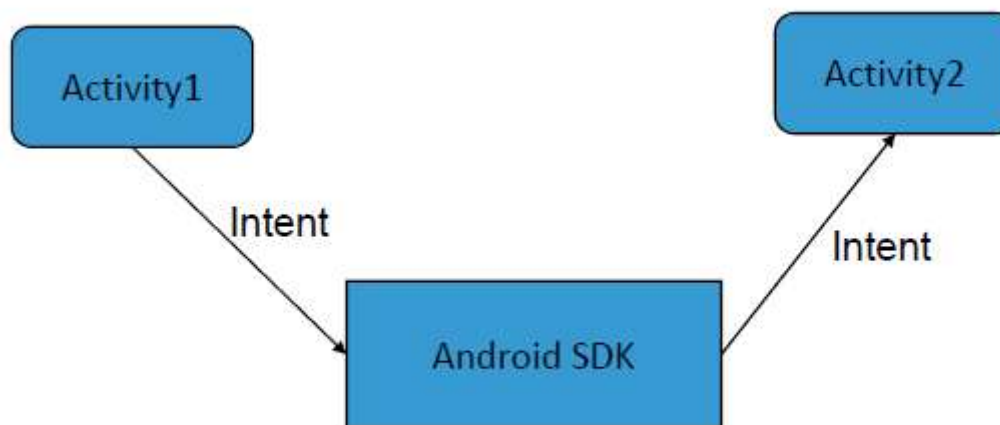 Activity1
Activity2
Intent
Intent
Android SDK